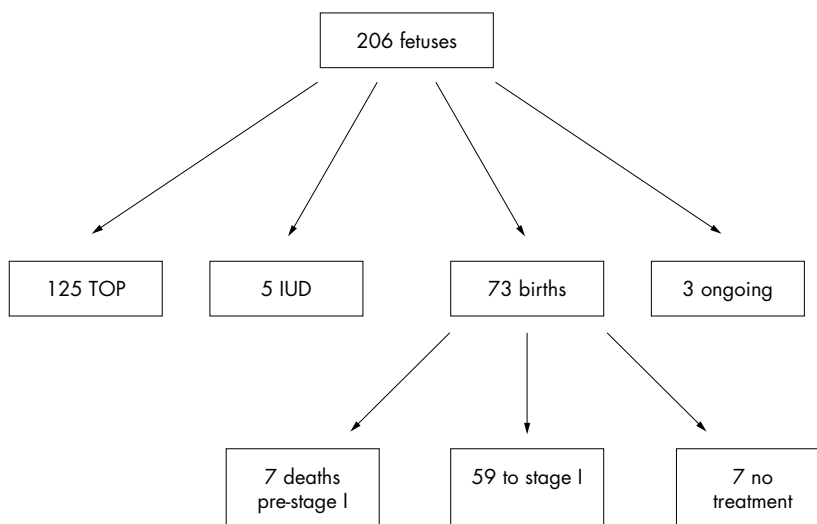 206 fetuses
125 TOP
5 IUD
73 births
3 ongoing
7 deaths
pre-stage I
59 to stage I
7 no
treatment